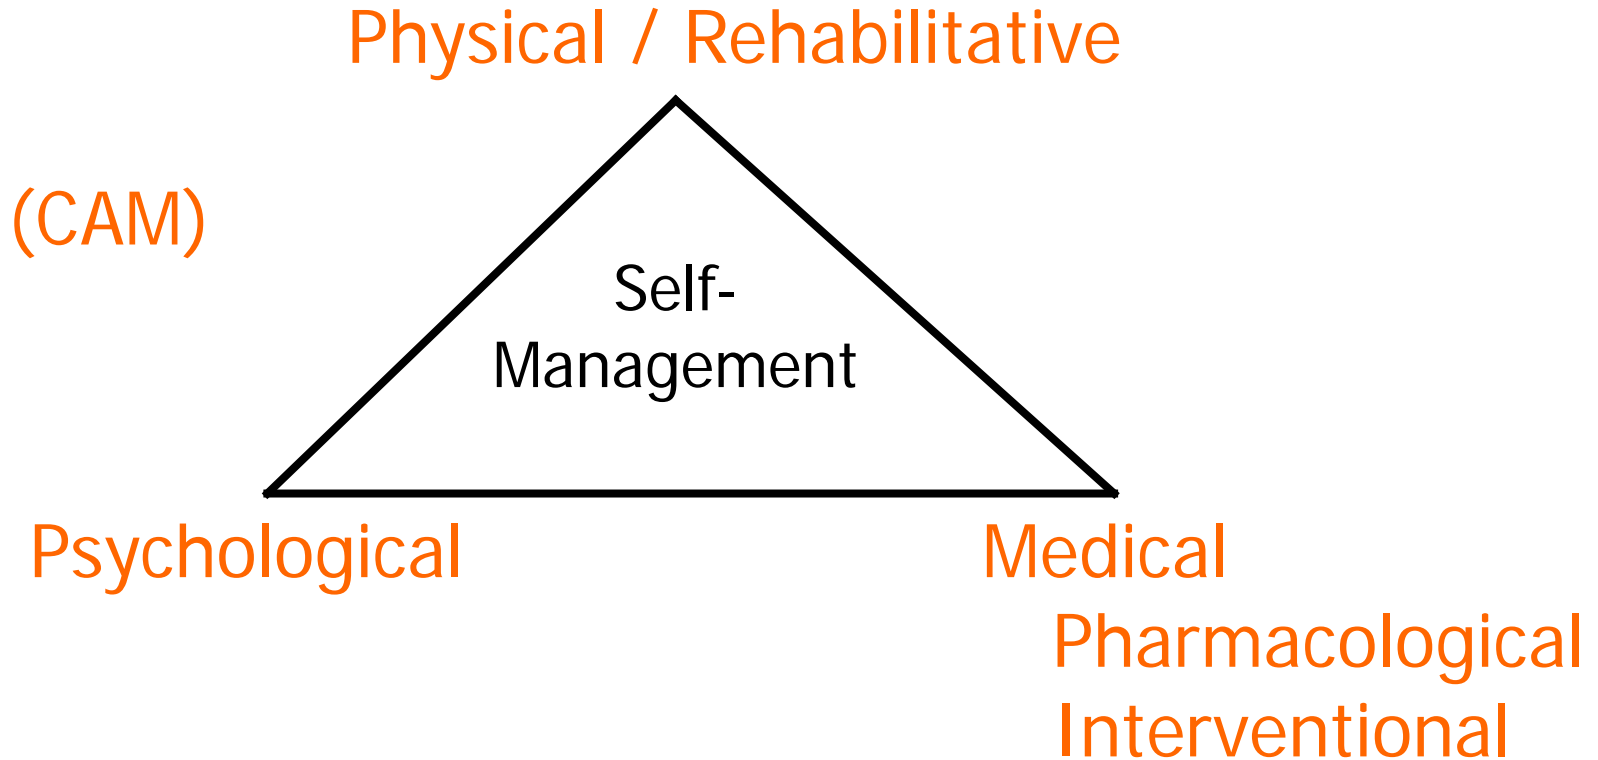 Physical / Rehabilitative
(CAM)
Self-
Management
Psychological
Medical
Pharmacological
Interventional